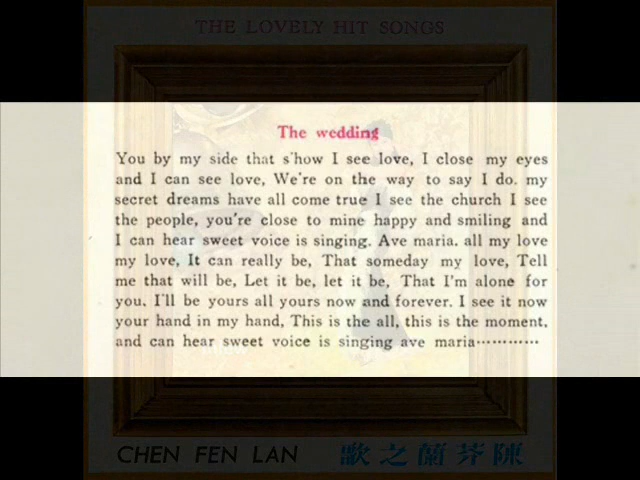 THE LOVELY HIT SONGS
The wedding
You by my side that s'how I see love, I close my eyes
and I can see love, We're on the way to say I do. my
secret dreams have all come true I see the church I see
the people, you're close to mine happy and smiling and
I can hear sweet voice is singing. Ave maria. all my love
my love, It can really be, That someday my love, Tell
me that will be, Let it be, let it be, That I'm alone for
you. I'll be yours all yours now and forever. I see it now
your hand in my hand, This is the all, this is the moment.
and can hear sweet voice is singing ave maria············
CHEN FEN LAN 歌之蘭芬陳